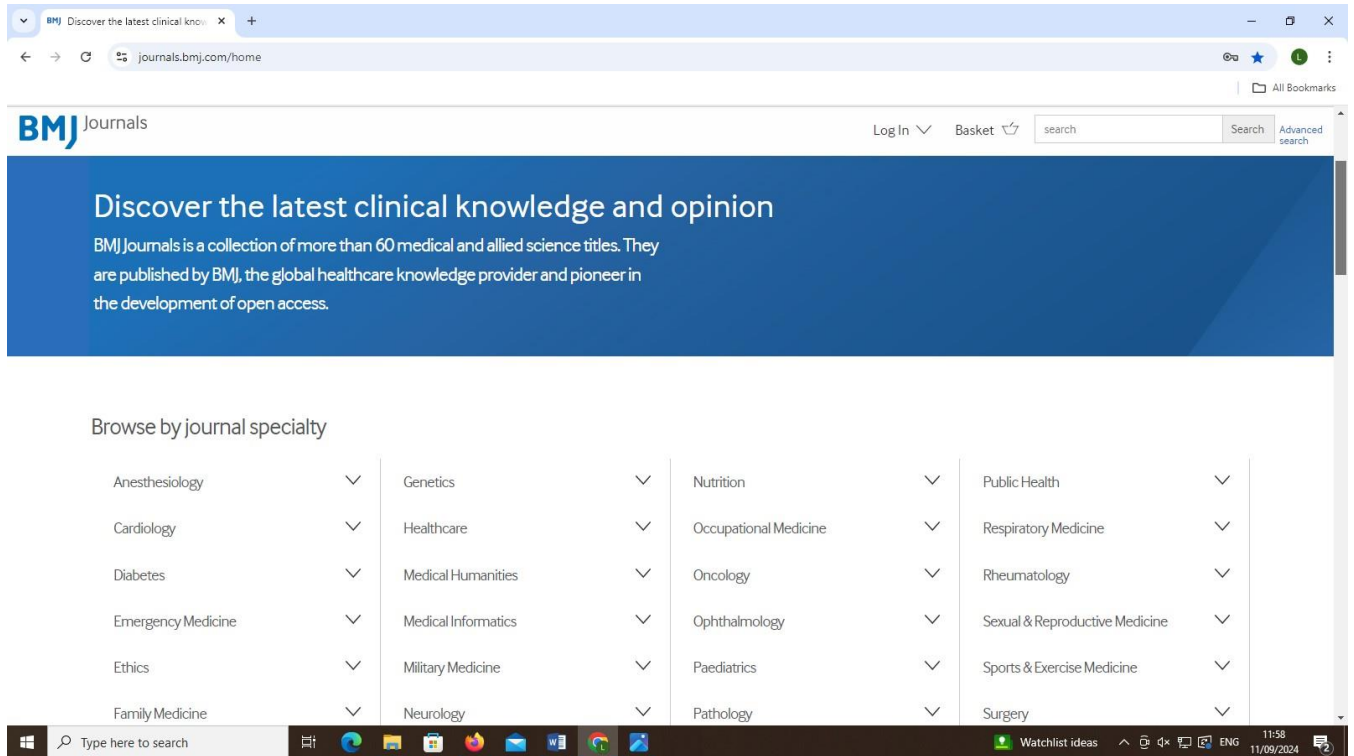 BMJ Discover the latest clinical know
journals.bmj.com/home
L
All Bookmarks
BMJ Journals
Log In
Basket
search
Search
Advanced
search
Discover the latest clinical knowledge and opinion
BMJ Journals is a collection of more than 60 medical and allied science titles. They
are published by BMJ, the global healthcare knowledge provider and pioneer in
the development of open access.
Browse by journal specialty
Anesthesiology Genetics Nutrition Public Health
Cardiology Healthcare Occupational Medicine Respiratory Medicine
Diabetes Medical Humanities Oncology Rheumatology
Emergency Medicine Medical Informatics Ophthalmology Sexual & Reproductive Medicine
Ethics Military Medicine Paediatrics Sports & Exercise Medicine
Family Medicine Neurology Pathology Surgery
Type here to search
Watchlist ideas
ENG
11:58
11/09/2024
2